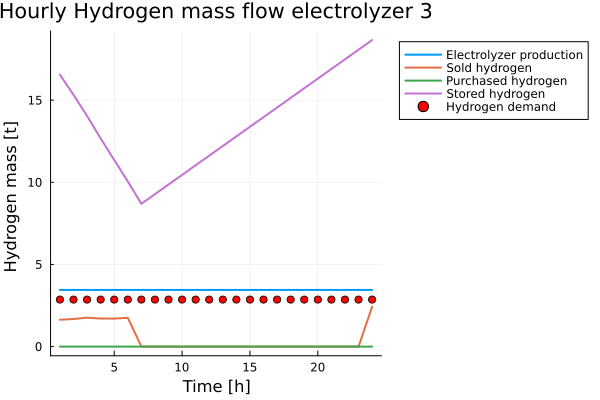 Hourly Hydrogen mass flow electrolyzer 3
Electrolyzer production
Sold hydrogen
Purchased hydrogen
Stored hydrogen
Hydrogen demand
Hydrogen mass [t]
15
10
5
0
5
10
15
20
Time [h]